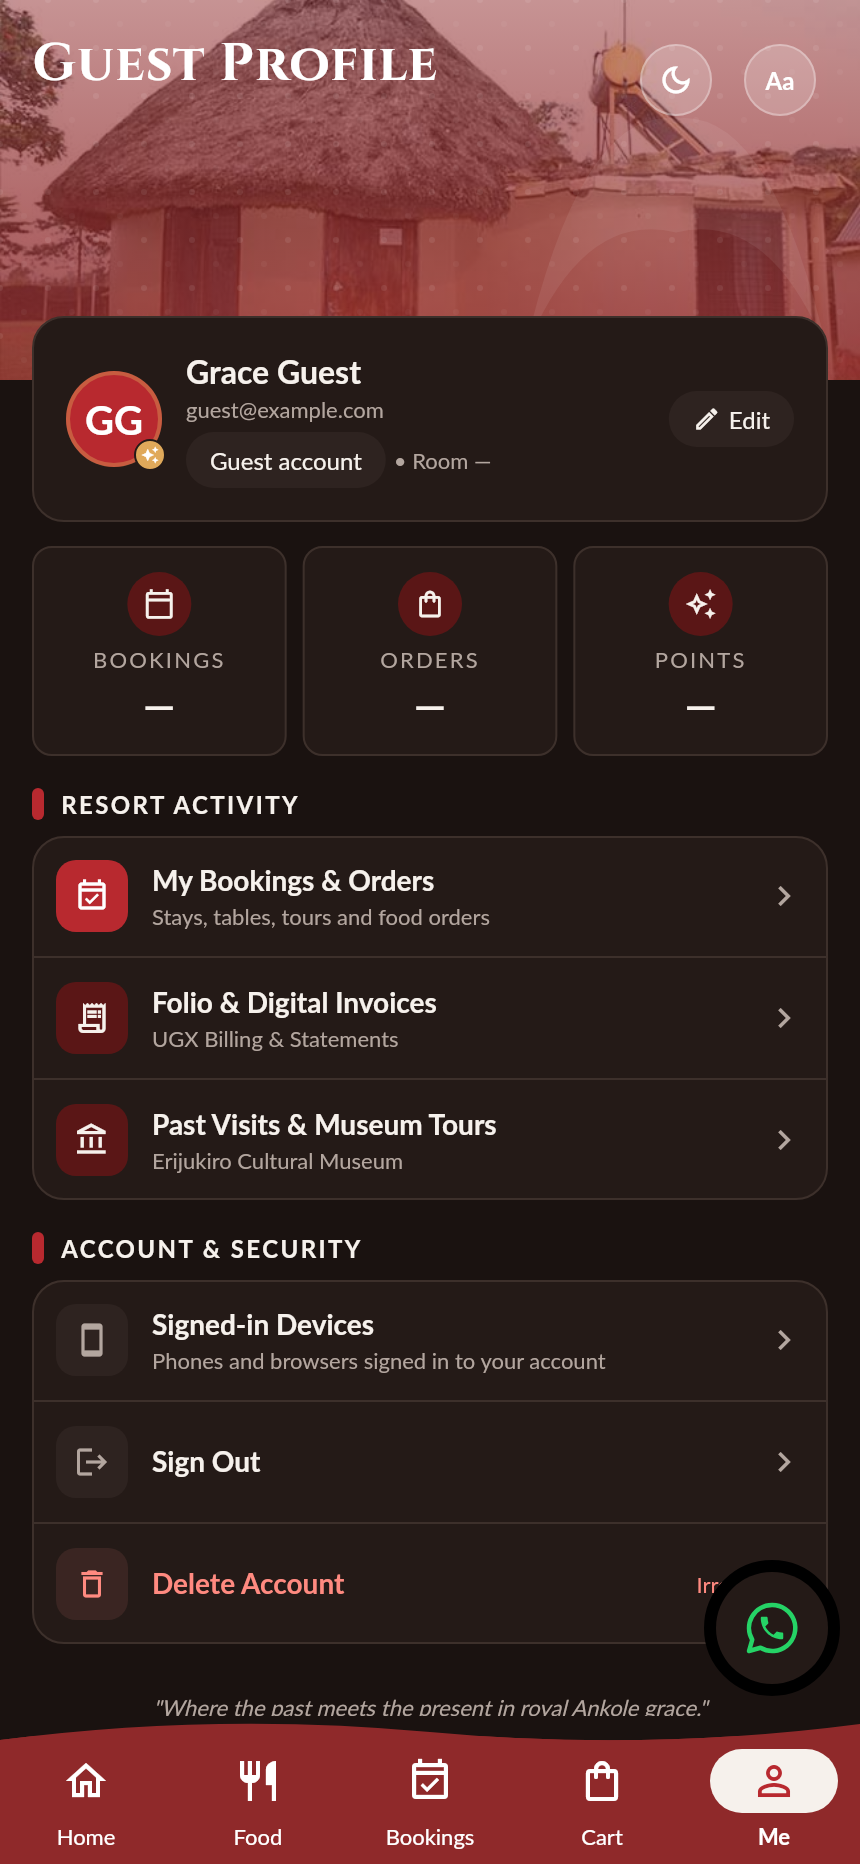 Guest Profile
Aa
Grace Guest
GG
guest@example.com
Edit
Guest account • Room —
BOOKINGS
—
ORDERS
—
POINTS
—
RESORT ACTIVITY
My Bookings & Orders
Stays, tables, tours and food orders
Folio & Digital Invoices
UGX Billing & Statements
Past Visits & Museum Tours
Erijukiro Cultural Museum
ACCOUNT & SECURITY
Signed-in Devices
Phones and browsers signed in to your account
Sign Out
Delete Account
"Where the past meets the present in royal Ankole grace."
Home
Food
Bookings
Cart
Me